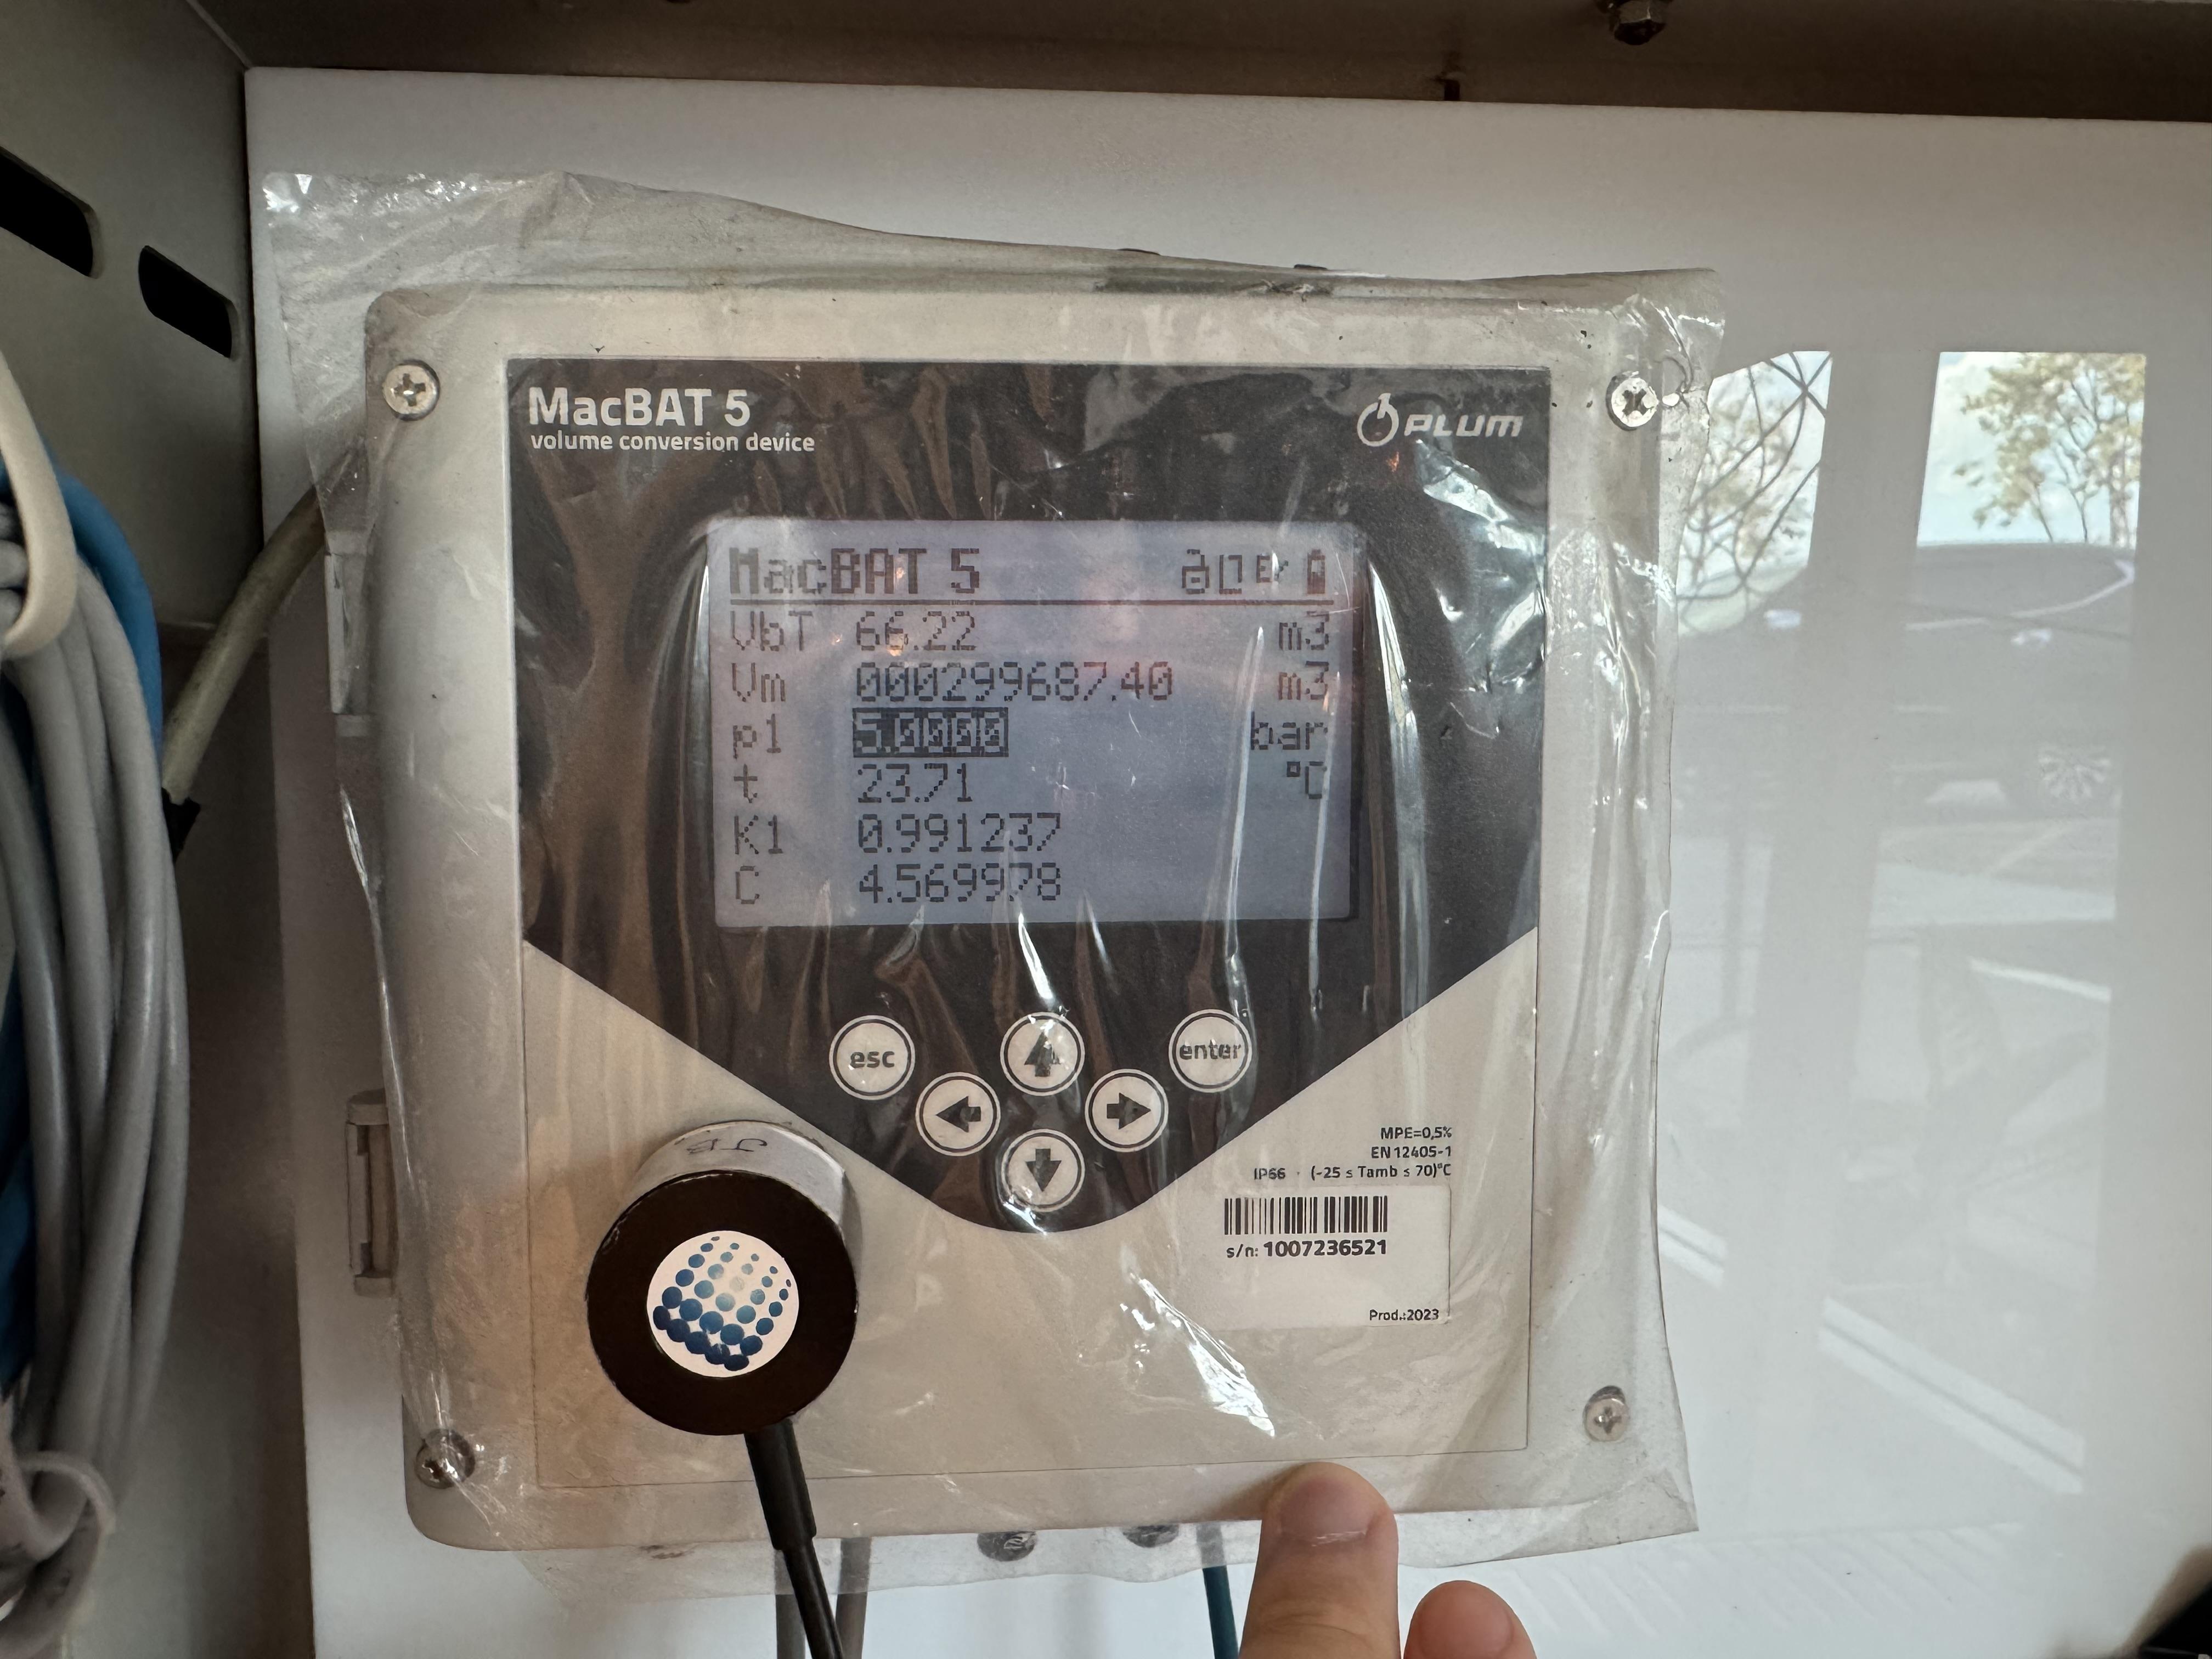 MacBAT 5
volume conversion device
PLUM
MacBAT 5
VbT 66.22 m3
Vm 000299687.40 m3
p1 5.0000 bar
t 23.71 °C
K1 0.991237
C 4.569978
esc
enter
MPE=0,5%
EN 12405-1
IP66 · (-25 ≤ Tamb ≤ 70)°C
s/n: 1007236521
Prod.:2023